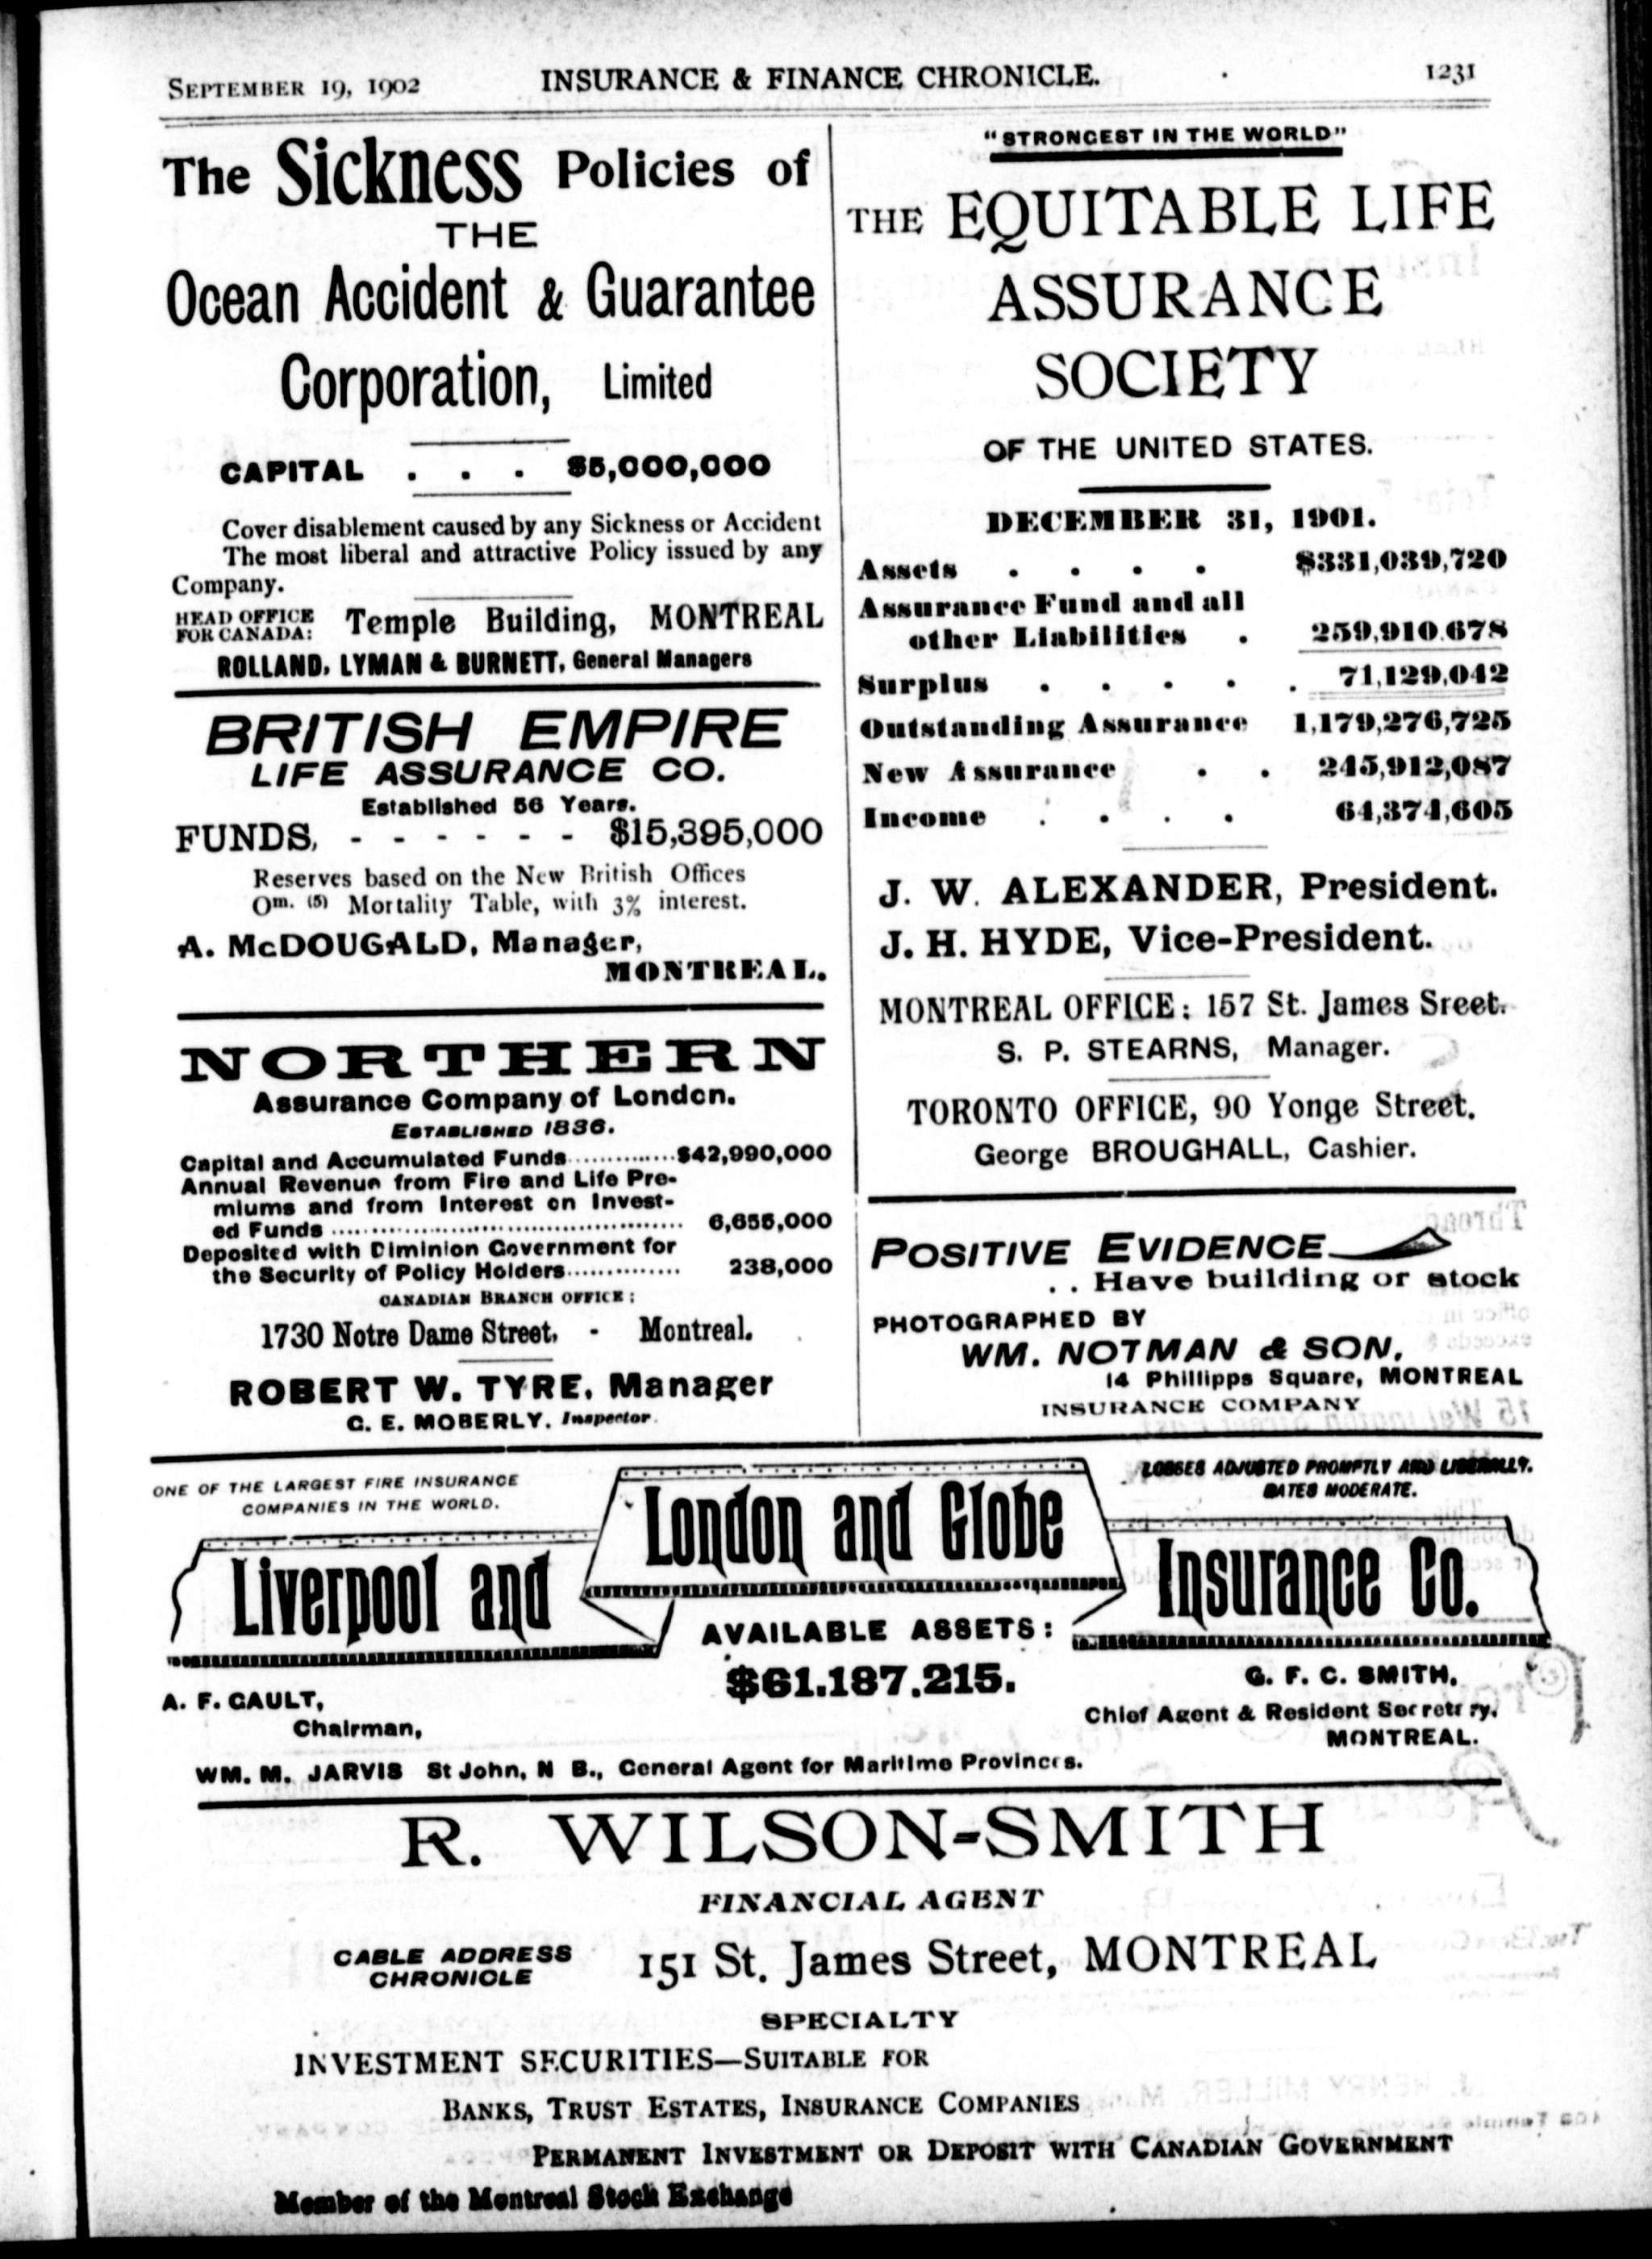 SEPTEMBER 19, 1902 INSURANCE & FINANCE CHRONICLE. 1231
The Sickness Policies of
THE
Ocean Accident & Guarantee
Corporation, Limited
CAPITAL . . . $5,000,000
Cover disablement caused by any Sickness or Accident
The most liberal and attractive Policy issued by any
Company.
HEAD OFFICE
FOR CANADA: Temple Building, MONTREAL
ROLLAND, LYMAN & BURNETT, General Managers
BRITISH EMPIRE
LIFE ASSURANCE CO.
Established 56 Years.
FUNDS, - - - - - - $15,395,000
Reserves based on the New British Offices
Om. (5) Mortality Table, with 3% interest.
A. McDOUGALD, Manager,
MONTREAL.
NORTHERN
Assurance Company of London.
ESTABLISHED 1836.
Capital and Accumulated Funds.............$42,990,000
Annual Revenue from Fire and Life Pre-
miums and from Interest on Invest-
ed Funds ............................................ 6,655,000
Deposited with Diminion Government for
the Security of Policy Holders.............. 238,000
CANADIAN BRANCH OFFICE:
1730 Notre Dame Street, - Montreal.
ROBERT W. TYRE, Manager
G. E. MOBERLY, Inspector.
"STRONGEST IN THE WORLD"
THE EQUITABLE LIFE
ASSURANCE
SOCIETY
OF THE UNITED STATES.
DECEMBER 31, 1901.
Assets . . . . $331,039,720
Assurance Fund and all
other Liabilities . 259,910,678
Surplus . . . . . 71,129,042
Outstanding Assurance 1,179,276,725
New Assurance . . 245,912,087
Income . . . . 64,374,605
J. W. ALEXANDER, President.
J. H. HYDE, Vice-President.
MONTREAL OFFICE: 157 St. James Sreet.
S. P. STEARNS, Manager.
TORONTO OFFICE, 90 Yonge Street.
George BROUGHALL, Cashier.
POSITIVE EVIDENCE
. . Have building or stock
PHOTOGRAPHED BY
WM. NOTMAN & SON,
14 Phillipps Square, MONTREAL
INSURANCE COMPANY
ONE OF THE LARGEST FIRE INSURANCE
COMPANIES IN THE WORLD.
LOSSES ADJUSTED PROMPTLY AND LIBERALLY.
RATES MODERATE.
Liverpool and London and Globe Insurance Co.
AVAILABLE ASSETS:
$61.187.215.
A. F. GAULT,
Chairman,
G. F. C. SMITH,
Chief Agent & Resident Secretary,
MONTREAL.
WM. M. JARVIS St John, N B., General Agent for Maritime Provinces.
R. WILSON-SMITH
FINANCIAL AGENT
CABLE ADDRESS
CHRONICLE
151 St. James Street, MONTREAL
SPECIALTY
INVESTMENT SECURITIES—SUITABLE FOR
BANKS, TRUST ESTATES, INSURANCE COMPANIES
PERMANENT INVESTMENT OR DEPOSIT WITH CANADIAN GOVERNMENT
Member of the Montreal Stock Exchange